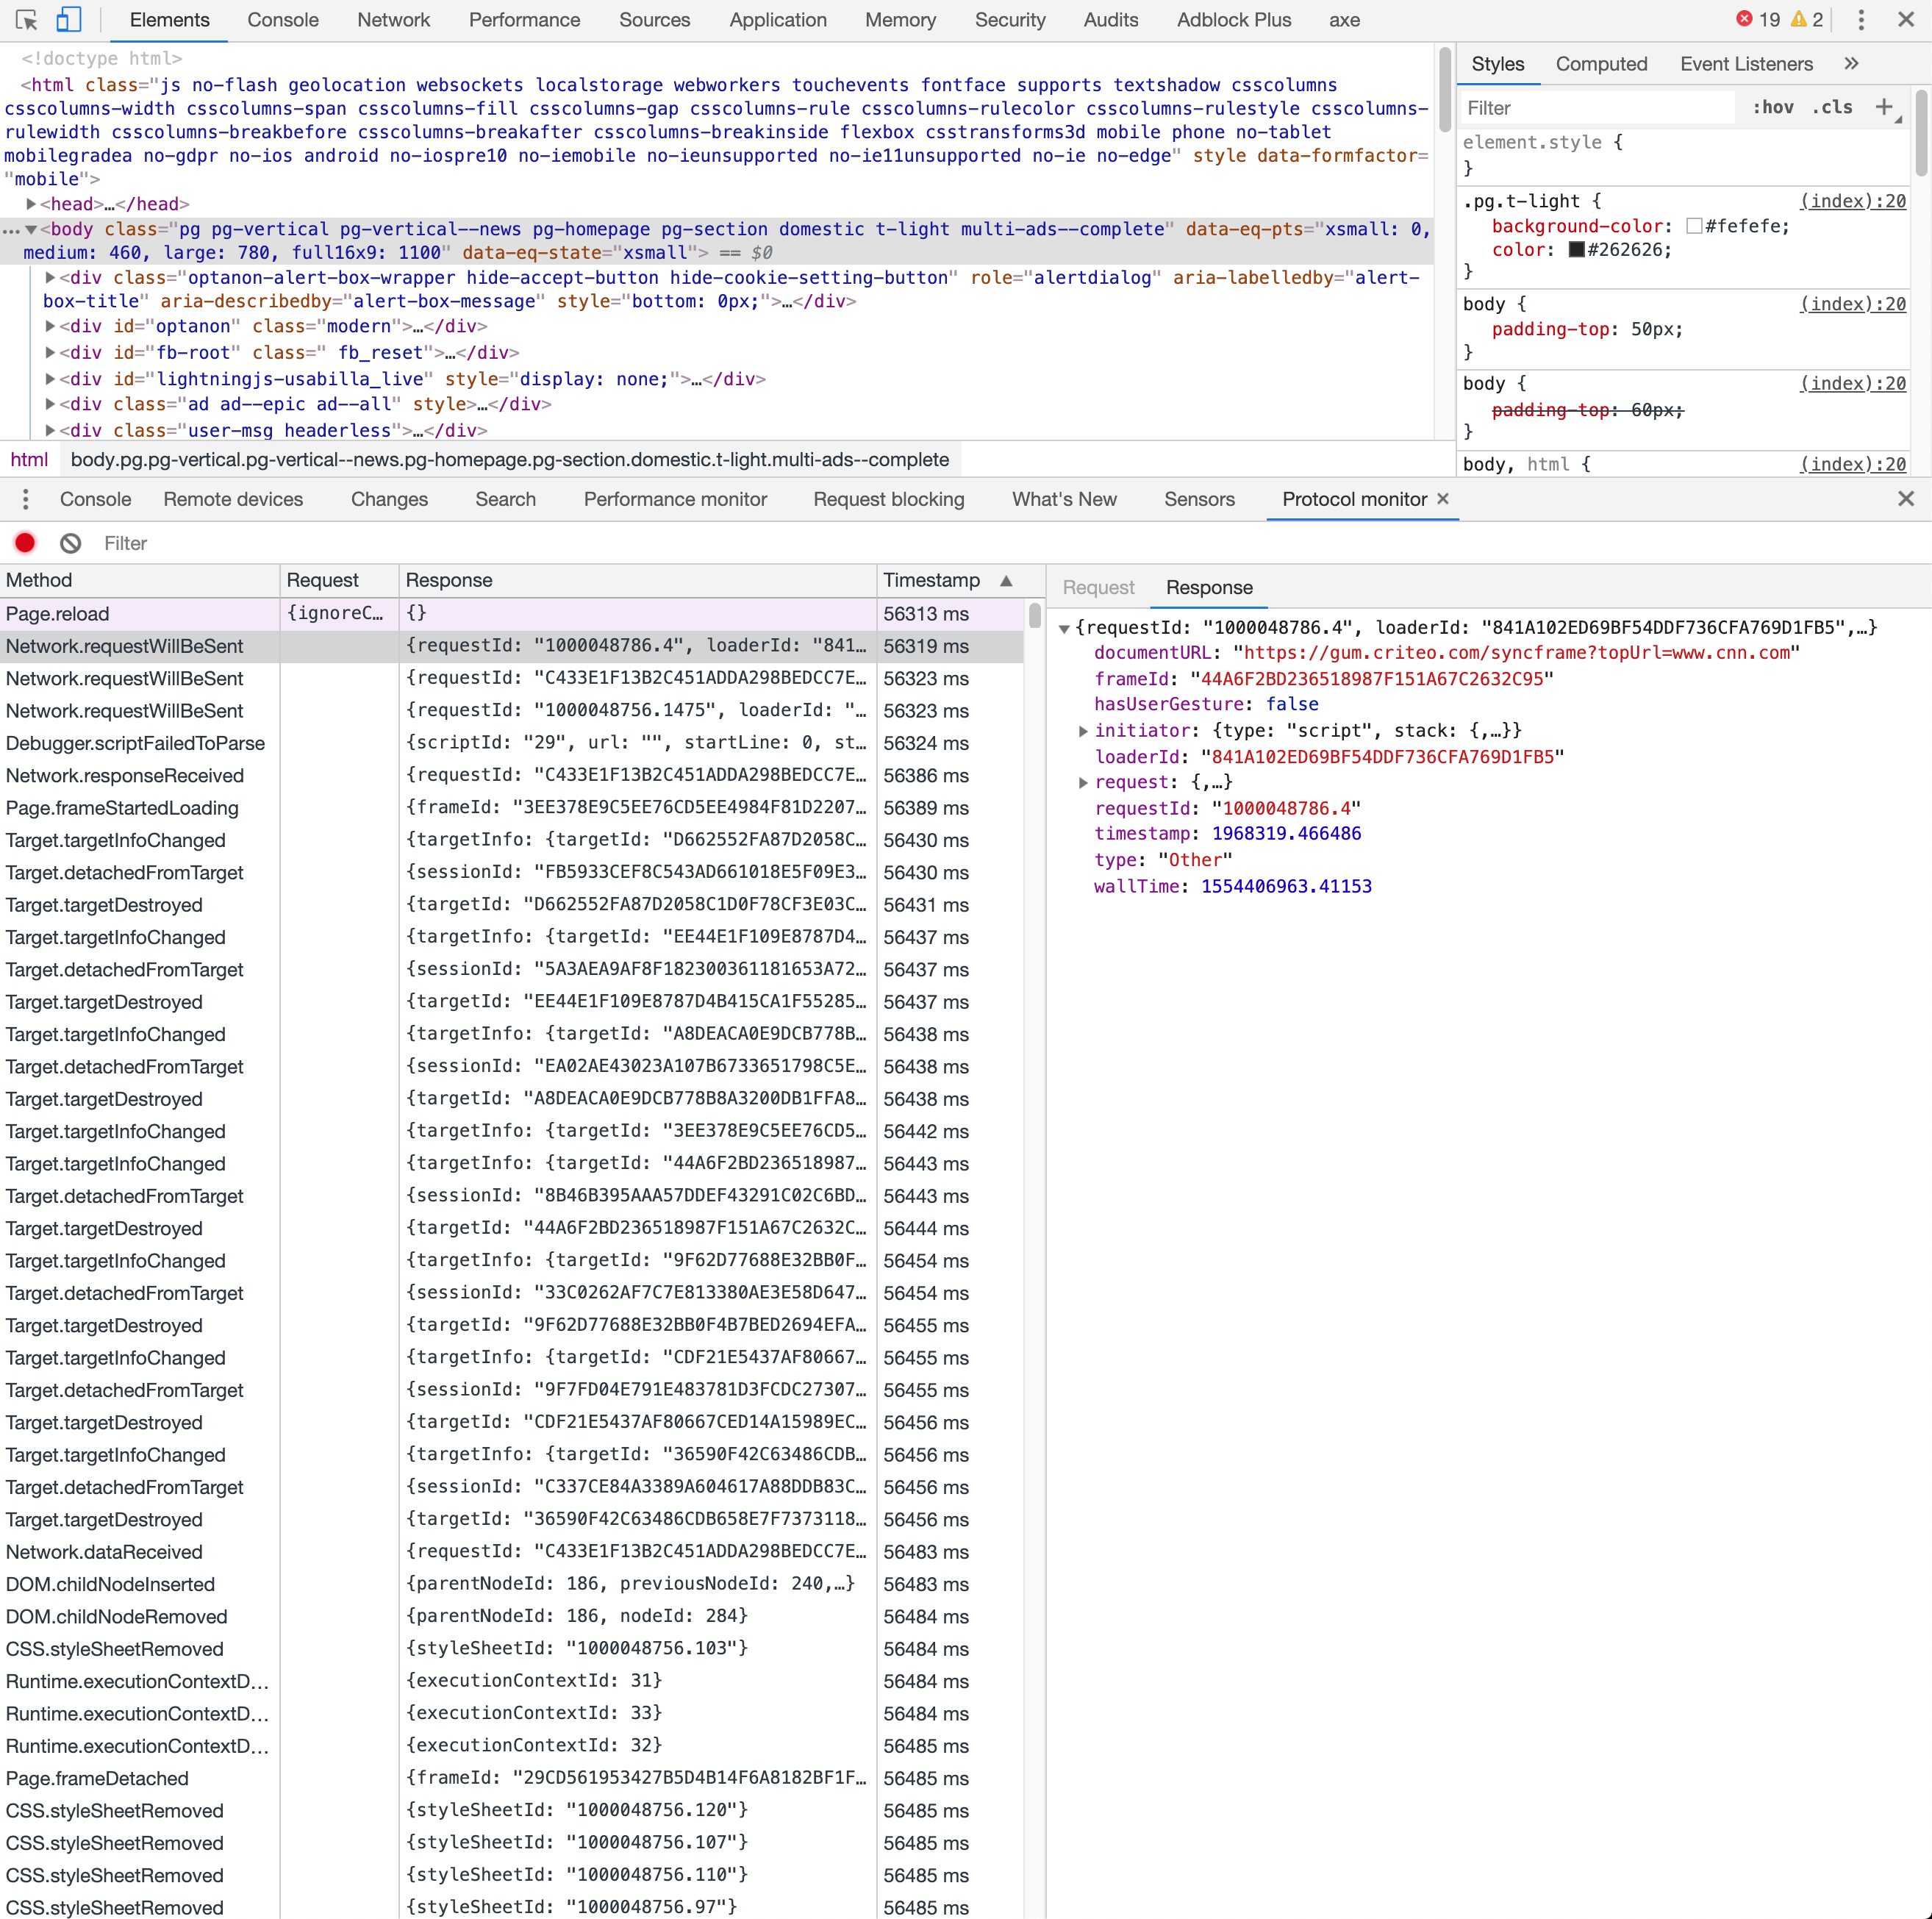 Elements Console Network Performance Sources Application Memory Security Audits Adblock Plus axe 19 2
<!doctype html>
<html class="js no-flash geolocation websockets localstorage webworkers touchevents fontface supports textshadow csscolumns
csscolumns-width csscolumns-span csscolumns-fill csscolumns-gap csscolumns-rule csscolumns-rulecolor csscolumns-rulestyle csscolumns-
rulewidth csscolumns-breakbefore csscolumns-breakafter csscolumns-breakinside flexbox csstransforms3d mobile phone no-tablet
mobilegradea no-gdpr no-ios android no-iospre10 no-iemobile no-ieunsupported no-ie11unsupported no-ie no-edge" style data-formfactor=
"mobile">
<head>…</head>
<body class="pg pg-vertical pg-vertical--news pg-homepage pg-section domestic t-light multi-ads--complete" data-eq-pts="xsmall: 0,
medium: 460, large: 780, full16x9: 1100" data-eq-state="xsmall"> == $0
<div class="optanon-alert-box-wrapper hide-accept-button hide-cookie-setting-button" role="alertdialog" aria-labelledby="alert-
box-title" aria-describedby="alert-box-message" style="bottom: 0px;">…</div>
<div id="optanon" class="modern">…</div>
<div id="fb-root" class=" fb_reset">…</div>
<div id="lightningjs-usabilla_live" style="display: none;">…</div>
<div class="ad ad--epic ad--all" style>…</div>
<div class="user-msg headerless">…</div>
html body.pg.pg-vertical.pg-vertical--news.pg-homepage.pg-section.domestic.t-light.multi-ads--complete
Styles Computed Event Listeners »
Filter :hov .cls +
element.style {
}
.pg.t-light { (index):20
background-color: #fefefe;
color: #262626;
}
body { (index):20
padding-top: 50px;
}
body { (index):20
padding-top: 60px;
}
body, html { (index):20
Console Remote devices Changes Search Performance monitor Request blocking What's New Sensors Protocol monitor
Filter
Method Request Response Timestamp
Page.reload {ignoreC… {} 56313 ms
Network.requestWillBeSent {requestId: "1000048786.4", loaderId: "841… 56319 ms
Network.requestWillBeSent {requestId: "C433E1F13B2C451ADDA298BEDCC7E… 56323 ms
Network.requestWillBeSent {requestId: "1000048756.1475", loaderId: "… 56323 ms
Debugger.scriptFailedToParse {scriptId: "29", url: "", startLine: 0, st… 56324 ms
Network.responseReceived {requestId: "C433E1F13B2C451ADDA298BEDCC7E… 56386 ms
Page.frameStartedLoading {frameId: "3EE378E9C5EE76CD5EE4984F81D2207… 56389 ms
Target.targetInfoChanged {targetInfo: {targetId: "D662552FA87D2058C… 56430 ms
Target.detachedFromTarget {sessionId: "FB5933CEF8C543AD661018E5F09E3… 56430 ms
Target.targetDestroyed {targetId: "D662552FA87D2058C1D0F78CF3E03C… 56431 ms
Target.targetInfoChanged {targetInfo: {targetId: "EE44E1F109E8787D4… 56437 ms
Target.detachedFromTarget {sessionId: "5A3AEA9AF8F182300361181653A72… 56437 ms
Target.targetDestroyed {targetId: "EE44E1F109E8787D4B415CA1F55285… 56437 ms
Target.targetInfoChanged {targetInfo: {targetId: "A8DEACA0E9DCB778B… 56438 ms
Target.detachedFromTarget {sessionId: "EA02AE43023A107B6733651798C5E… 56438 ms
Target.targetDestroyed {targetId: "A8DEACA0E9DCB778B8A3200DB1FFA8… 56438 ms
Target.targetInfoChanged {targetInfo: {targetId: "3EE378E9C5EE76CD5… 56442 ms
Target.targetInfoChanged {targetInfo: {targetId: "44A6F2BD236518987… 56443 ms
Target.detachedFromTarget {sessionId: "8B46B395AAA57DDEF43291C02C6BD… 56443 ms
Target.targetDestroyed {targetId: "44A6F2BD236518987F151A67C2632C… 56444 ms
Target.targetInfoChanged {targetInfo: {targetId: "9F62D77688E32BB0F… 56454 ms
Target.detachedFromTarget {sessionId: "33C0262AF7C7E813380AE3E58D647… 56454 ms
Target.targetDestroyed {targetId: "9F62D77688E32BB0F4B7BED2694EFA… 56455 ms
Target.targetInfoChanged {targetInfo: {targetId: "CDF21E5437AF80667… 56455 ms
Target.detachedFromTarget {sessionId: "9F7FD04E791E483781D3FCDC27307… 56455 ms
Target.targetDestroyed {targetId: "CDF21E5437AF80667CED14A15989EC… 56456 ms
Target.targetInfoChanged {targetInfo: {targetId: "36590F42C63486CDB… 56456 ms
Target.detachedFromTarget {sessionId: "C337CE84A3389A604617A88DDB83C… 56456 ms
Target.targetDestroyed {targetId: "36590F42C63486CDB658E7F7373118… 56456 ms
Network.dataReceived {requestId: "C433E1F13B2C451ADDA298BEDCC7E… 56483 ms
DOM.childNodeInserted {parentNodeId: 186, previousNodeId: 240,…} 56483 ms
DOM.childNodeRemoved {parentNodeId: 186, nodeId: 284} 56484 ms
CSS.styleSheetRemoved {styleSheetId: "1000048756.103"} 56484 ms
Runtime.executionContextD… {executionContextId: 31} 56484 ms
Runtime.executionContextD… {executionContextId: 33} 56484 ms
Runtime.executionContextD… {executionContextId: 32} 56485 ms
Page.frameDetached {frameId: "29CD561953427B5D4B14F6A8182BF1F… 56485 ms
CSS.styleSheetRemoved {styleSheetId: "1000048756.120"} 56485 ms
CSS.styleSheetRemoved {styleSheetId: "1000048756.107"} 56485 ms
CSS.styleSheetRemoved {styleSheetId: "1000048756.110"} 56485 ms
CSS.styleSheetRemoved {styleSheetId: "1000048756.97"} 56485 ms
Request Response
{requestId: "1000048786.4", loaderId: "841A102ED69BF54DDF736CFA769D1FB5",…}
documentURL: "https://gum.criteo.com/syncframe?topUrl=www.cnn.com"
frameId: "44A6F2BD236518987F151A67C2632C95"
hasUserGesture: false
initiator: {type: "script", stack: {,…}}
loaderId: "841A102ED69BF54DDF736CFA769D1FB5"
request: {,…}
requestId: "1000048786.4"
timestamp: 1968319.466486
type: "Other"
wallTime: 1554406963.41153